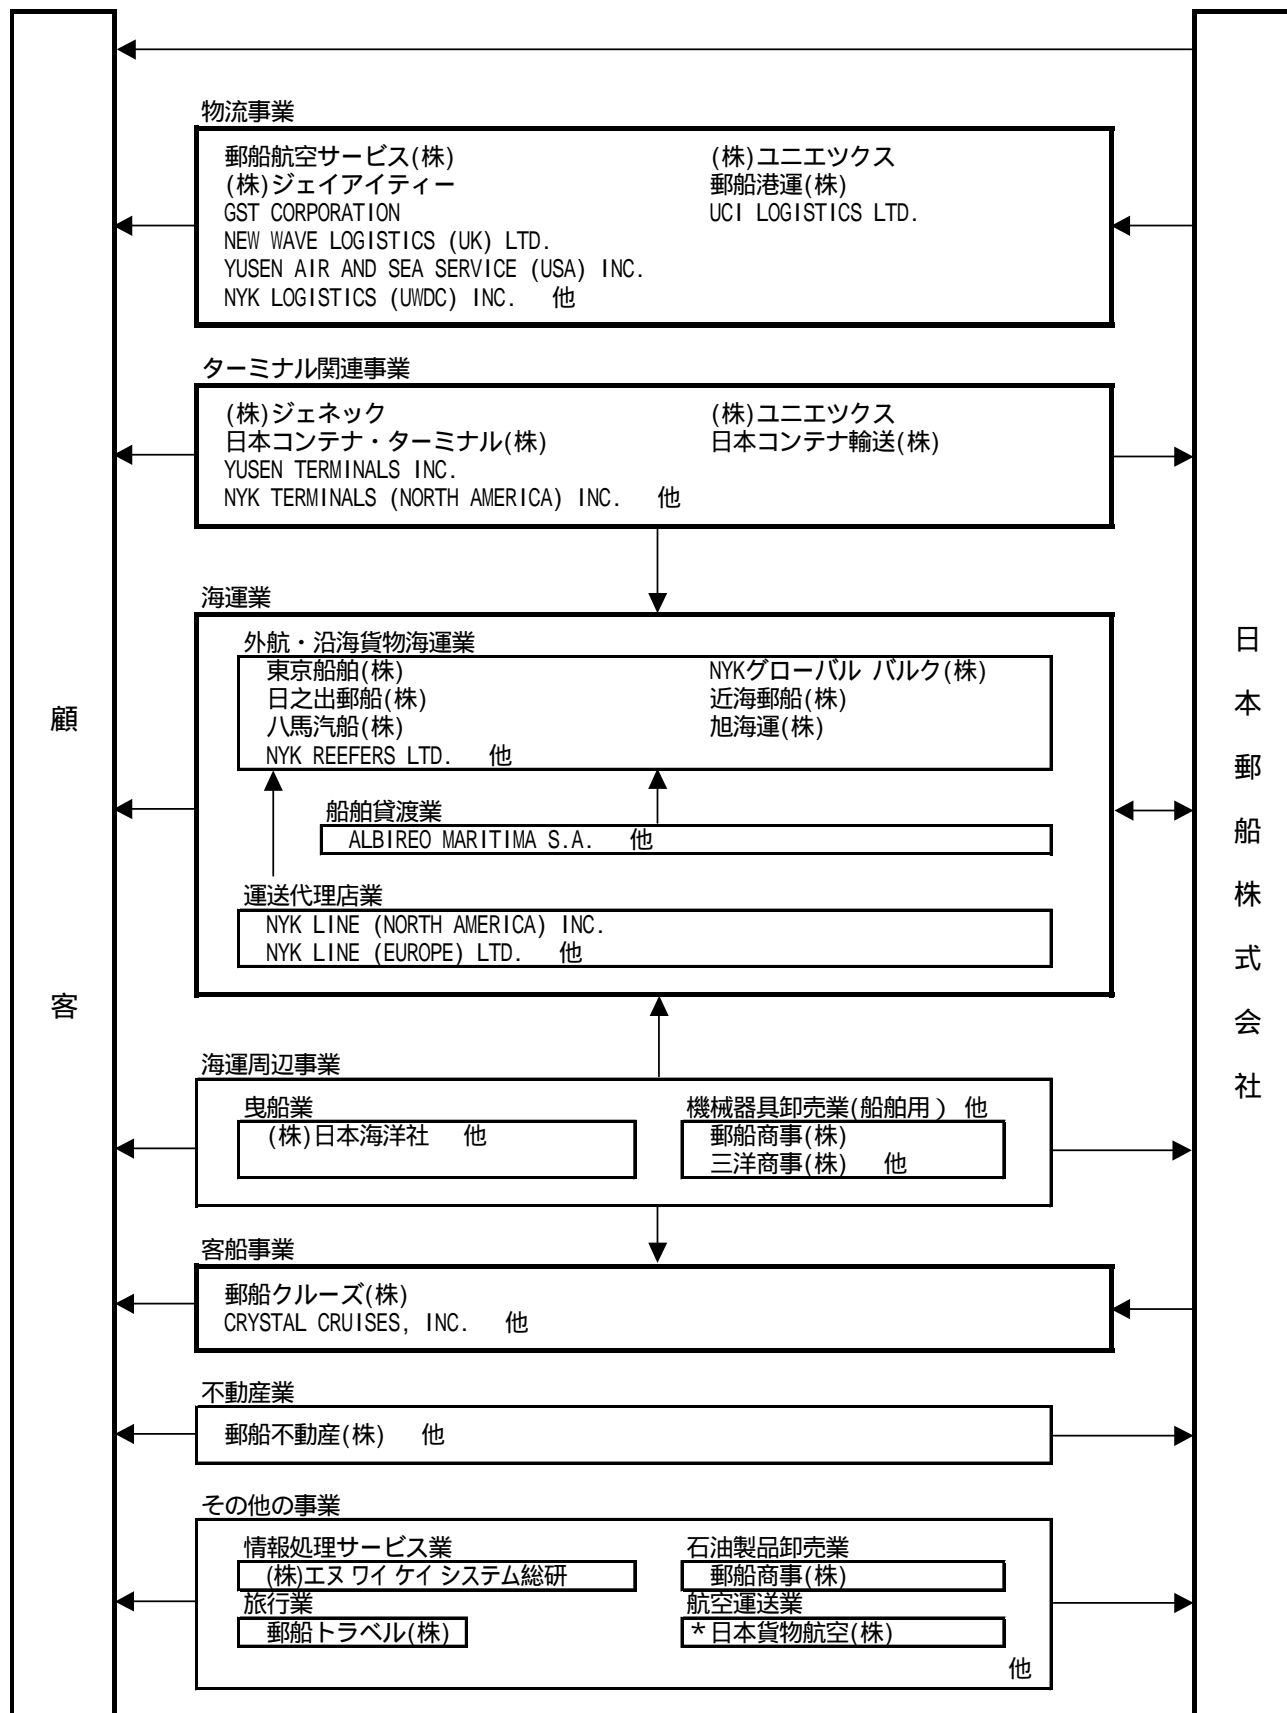 物流事業
郵船航空サービス(株) (株)ユニエツクス
(株)ジェイアイティー 郵船港運(株)
GST CORPORATION UCI LOGISTICS LTD.
NEW WAVE LOGISTICS (UK) LTD.
YUSEN AIR AND SEA SERVICE (USA) INC.
NYK LOGISTICS (UWDC) INC. 他
ターミナル関連事業
(株)ジェネック (株)ユニエツクス
日本コンテナ・ターミナル(株) 日本コンテナ輸送(株)
YUSEN TERMINALS INC.
NYK TERMINALS (NORTH AMERICA) INC. 他
海運業
外航・沿海貨物海運業
東京船舶(株) NYKグローバル バルク(株)
日之出郵船(株) 近海郵船(株)
八馬汽船(株) 旭海運(株)
NYK REEFERS LTD. 他
船舶貸渡業
ALBIREO MARITIMA S.A. 他
運送代理店業
NYK LINE (NORTH AMERICA) INC.
NYK LINE (EUROPE) LTD. 他
海運周辺事業
曳船業 機械器具卸売業(船舶用) 他
(株)日本海洋社 他 郵船商事(株)
三洋商事(株) 他
客船事業
郵船クルーズ(株)
CRYSTAL CRUISES, INC. 他
不動産業
郵船不動産(株) 他
その他の事業
情報処理サービス業 石油製品卸売業
(株)エヌ ワイ ケイ システム総研 郵船商事(株)
旅行業 航空運送業
郵船トラベル(株) *日本貨物航空(株)
他
顧客
日本郵船株式会社